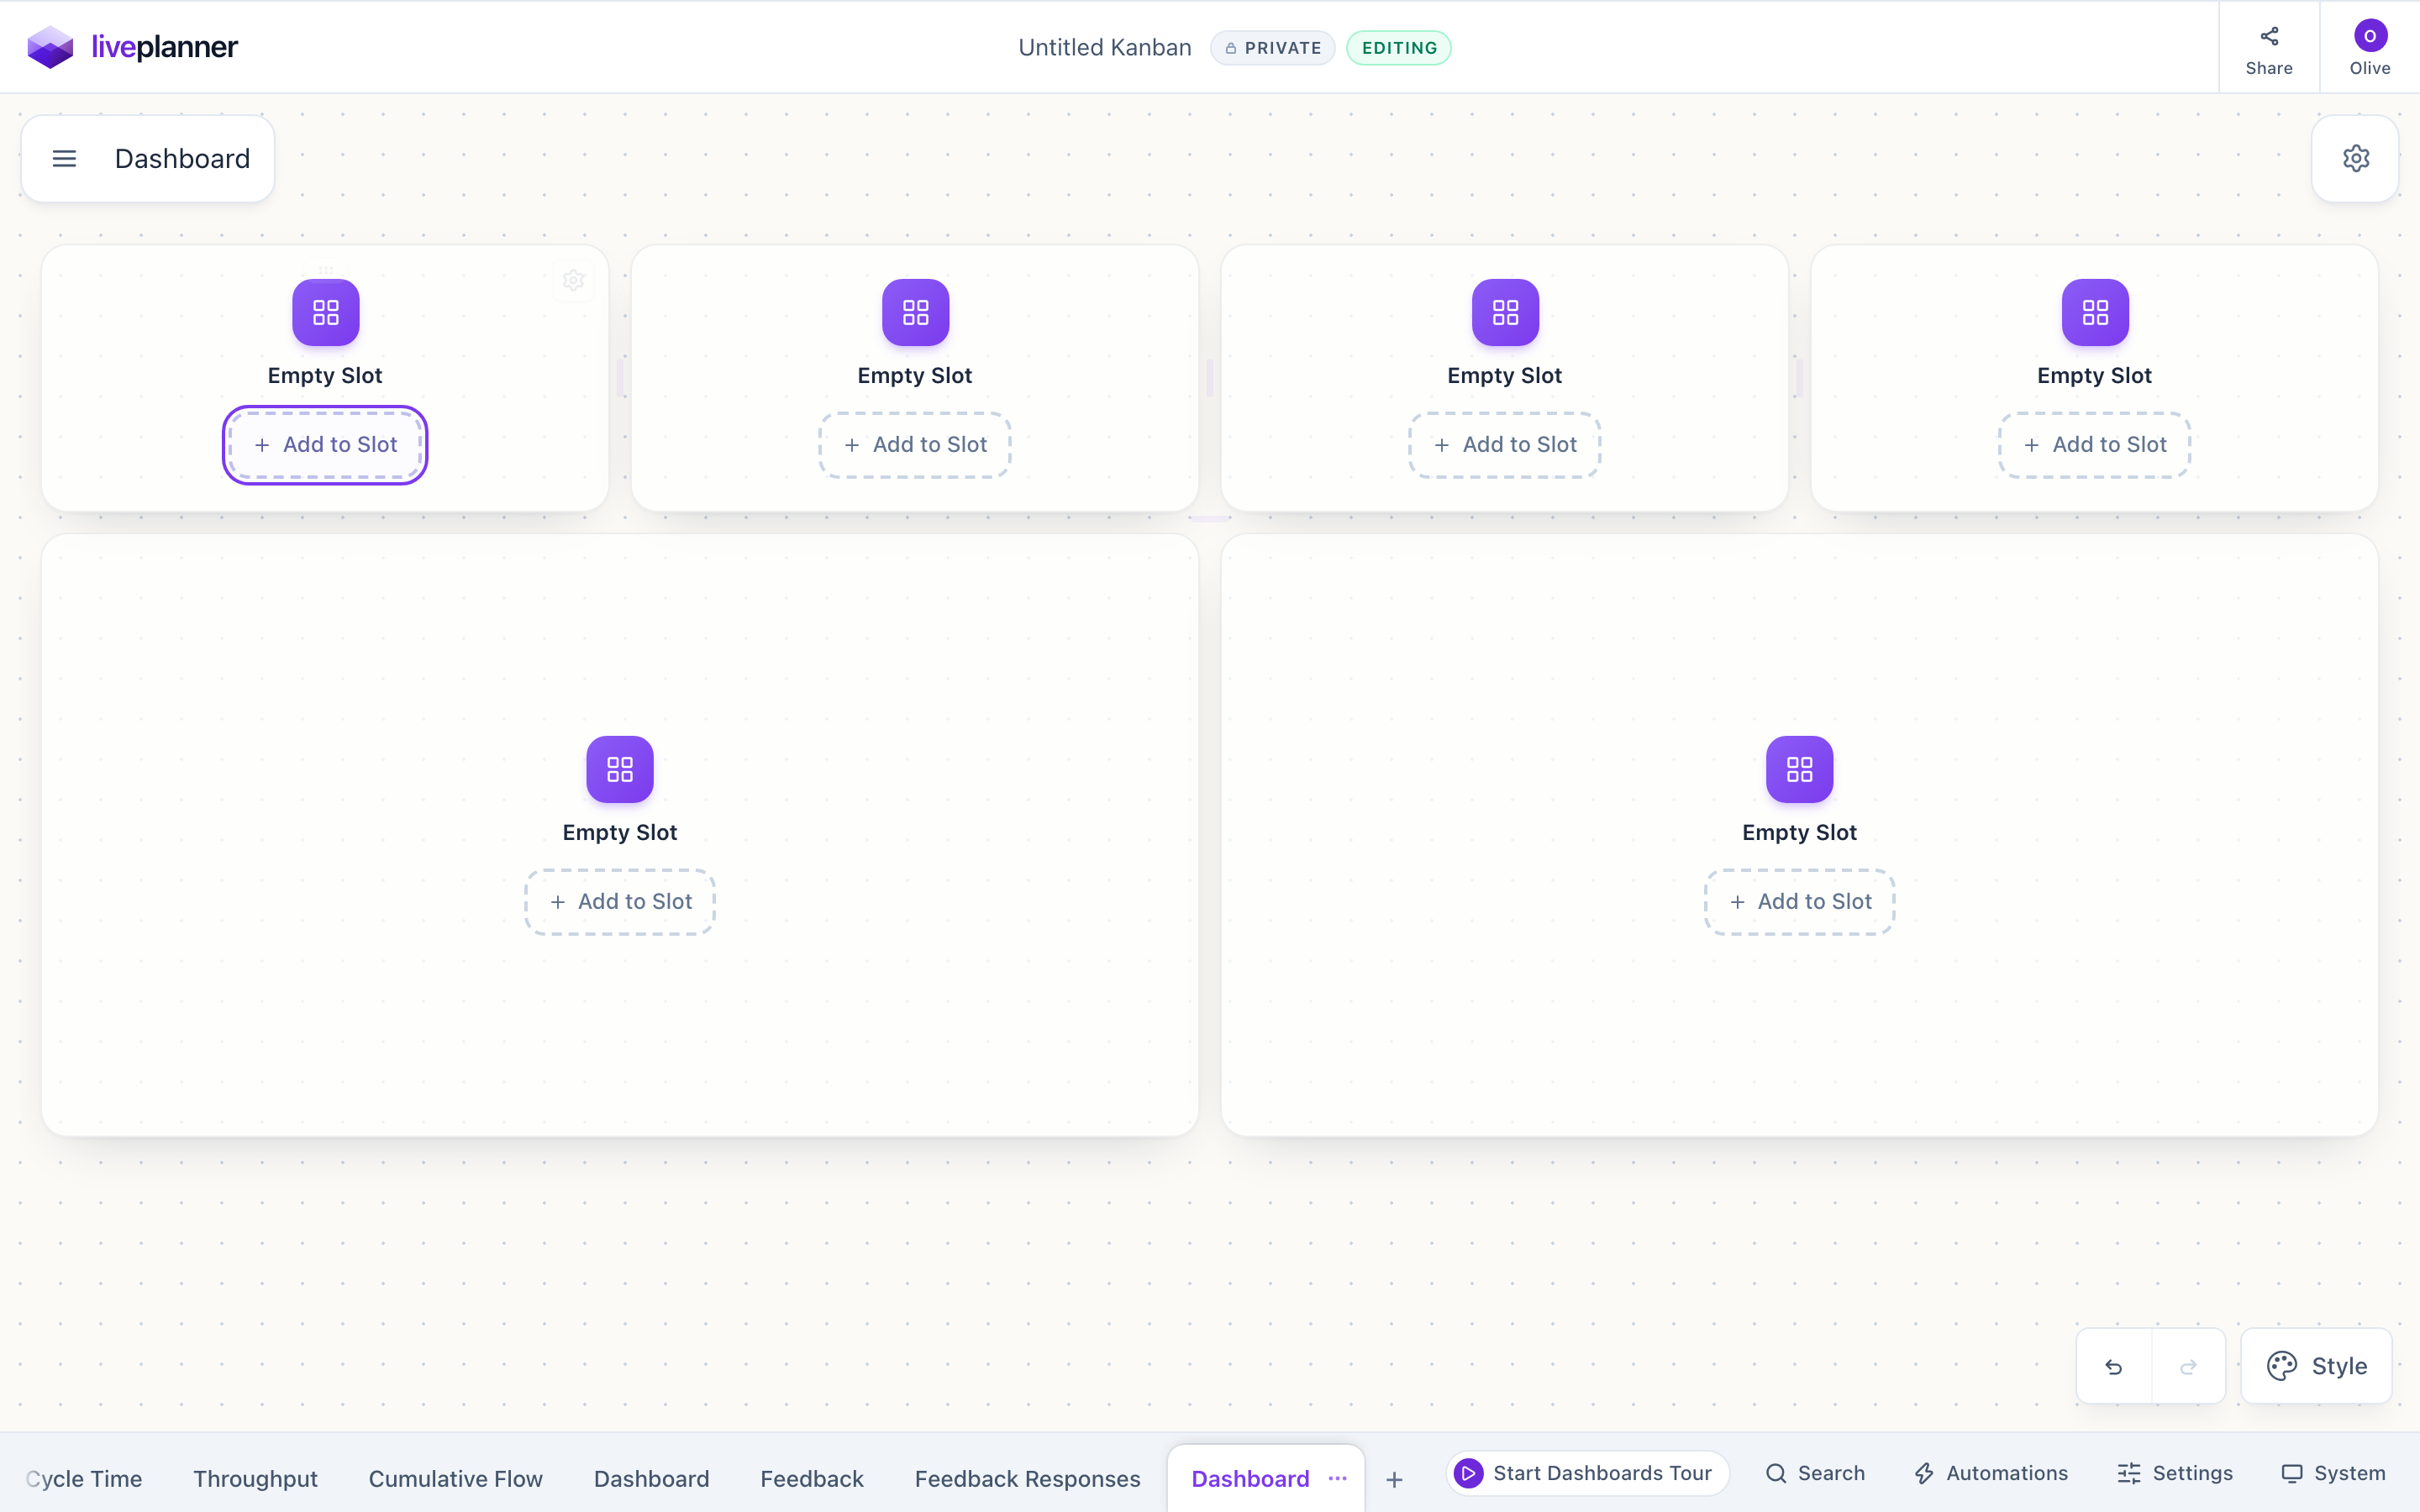 liveplanner
Untitled Kanban
PRIVATE
EDITING
Share
O
Olive
Dashboard
Empty Slot
+ Add to Slot
Empty Slot
+ Add to Slot
Empty Slot
+ Add to Slot
Empty Slot
+ Add to Slot
Empty Slot
+ Add to Slot
Empty Slot
+ Add to Slot
Style
Cycle Time
Throughput
Cumulative Flow
Dashboard
Feedback
Feedback Responses
Dashboard
Start Dashboards Tour
Search
Automations
Settings
System